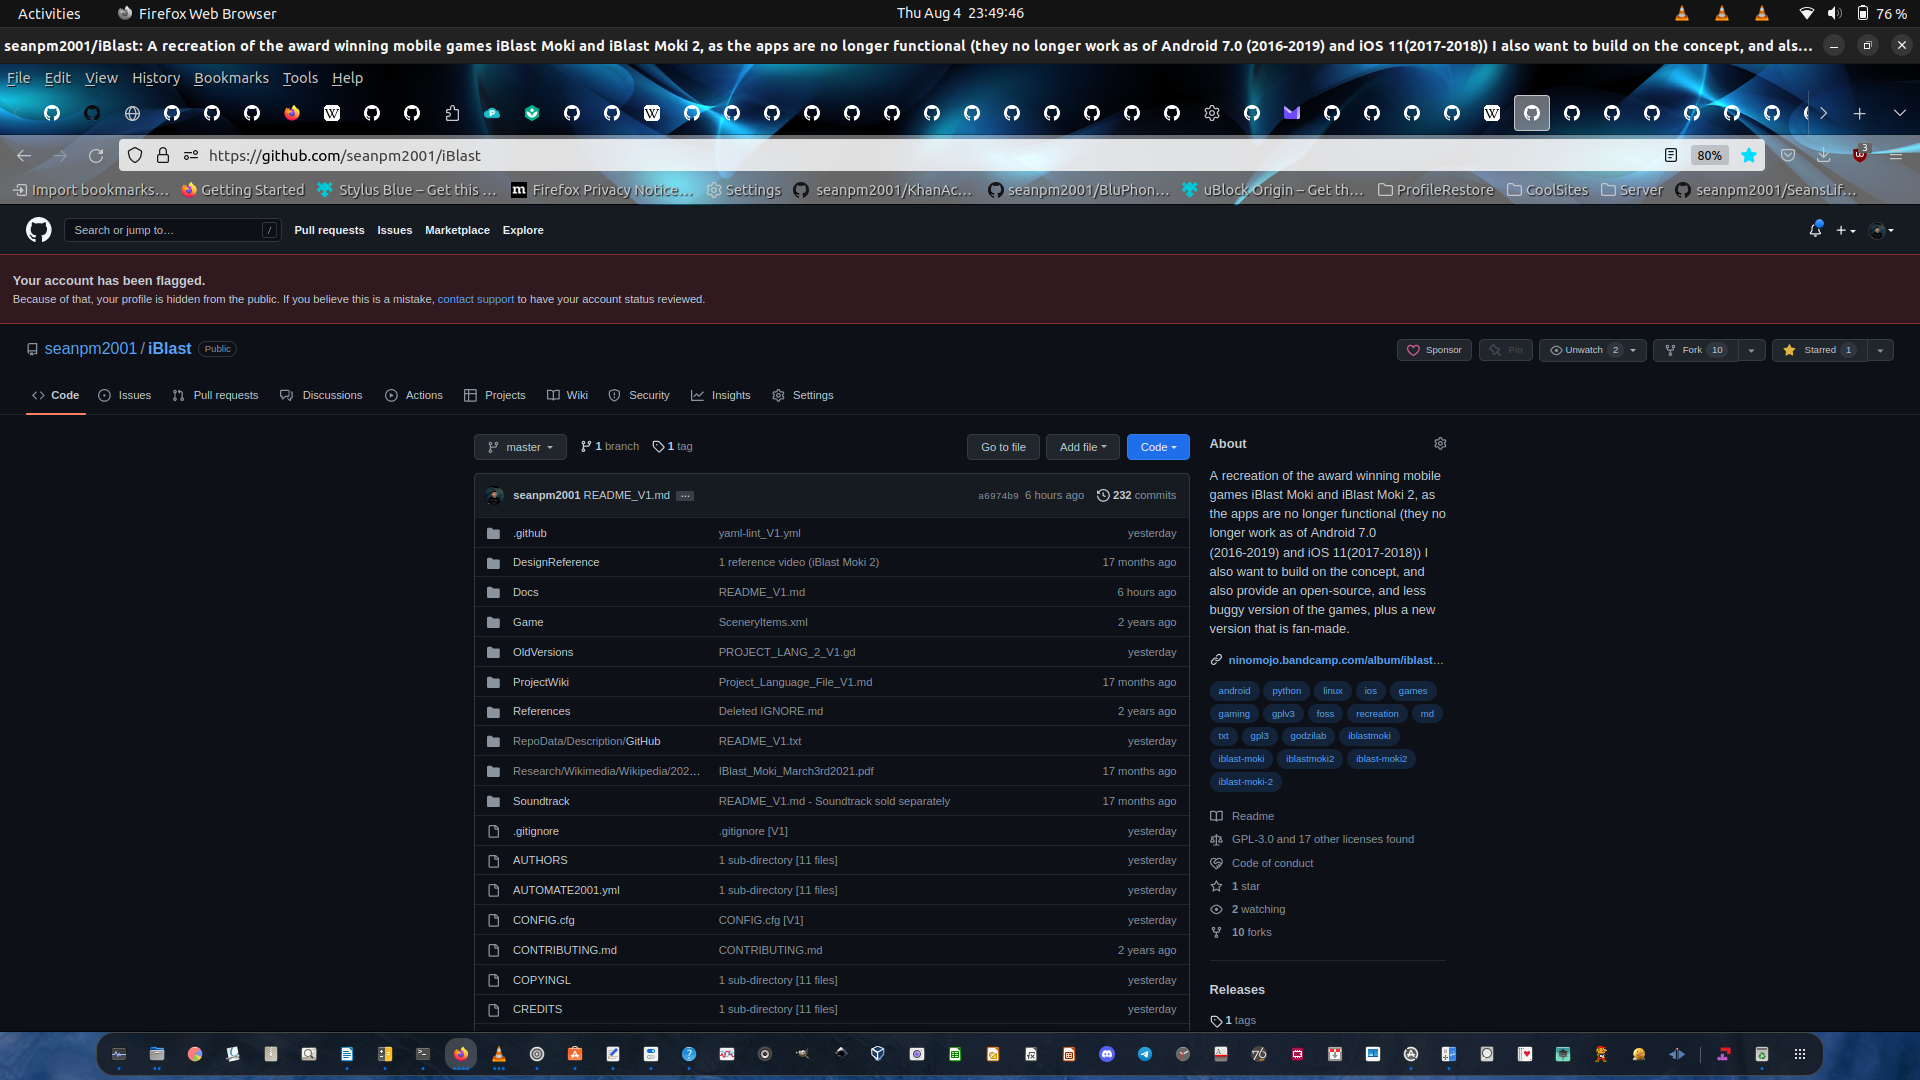 Activities
Firefox Web Browser
Thu Aug 4  23:49:46
76 %
seanpm2001/iBlast: A recreation of the award winning mobile games iBlast Moki and iBlast Moki 2, as the apps are no longer functional (they no longer work as of Android 7.0 (2016-2019) and iOS 11(2017-2018)) I also want to build on the concept, and als...
File Edit View History Bookmarks Tools Help
https://github.com/seanpm2001/iBlast
80%
3
Import bookmarks... Getting Started Stylus Blue – Get this ... Firefox Privacy Notice... Settings seanpm2001/KhanAc... seanpm2001/BluPhon... uBlock Origin – Get th... ProfileRestore CoolSites Server seanpm2001/SeansLif...
Search or jump to... /
Pull requests Issues Marketplace Explore
Your account has been flagged.
Because of that, your profile is hidden from the public. If you believe this is a mistake, contact support to have your account status reviewed.
seanpm2001 / iBlast Public
Sponsor Pin Unwatch 2 Fork 10 Starred 1
Code Issues Pull requests Discussions Actions Projects Wiki Security Insights Settings
master 1 branch 1 tag Go to file Add file Code
seanpm2001 README_V1.md ... a6974b9 6 hours ago 232 commits
.github yaml-lint_V1.yml yesterday
DesignReference 1 reference video (iBlast Moki 2) 17 months ago
Docs README_V1.md 6 hours ago
Game SceneryItems.xml 2 years ago
OldVersions PROJECT_LANG_2_V1.gd yesterday
ProjectWiki Project_Language_File_V1.md 17 months ago
References Deleted IGNORE.md 2 years ago
RepoData/Description/GitHub README_V1.txt yesterday
Research/Wikimedia/Wikipedia/202... IBlast_Moki_March3rd2021.pdf 17 months ago
Soundtrack README_V1.md - Soundtrack sold separately 17 months ago
.gitignore .gitignore [V1] yesterday
AUTHORS 1 sub-directory [11 files] yesterday
AUTOMATE2001.yml 1 sub-directory [11 files] yesterday
CONFIG.cfg CONFIG.cfg [V1] yesterday
CONTRIBUTING.md CONTRIBUTING.md 2 years ago
COPYINGL 1 sub-directory [11 files] yesterday
CREDITS 1 sub-directory [11 files] yesterday
About
A recreation of the award winning mobile
games iBlast Moki and iBlast Moki 2, as
the apps are no longer functional (they no
longer work as of Android 7.0
(2016-2019) and iOS 11(2017-2018)) I
also want to build on the concept, and
also provide an open-source, and less
buggy version of the games, plus a new
version that is fan-made.
ninomojo.bandcamp.com/album/iblast...
android python linux ios games
gaming gplv3 foss recreation md
txt gpl3 godzilab iblastmoki
iblast-moki iblastmoki2 iblast-moki2
iblast-moki-2
Readme
GPL-3.0 and 17 other licenses found
Code of conduct
1 star
2 watching
10 forks
Releases
1 tags